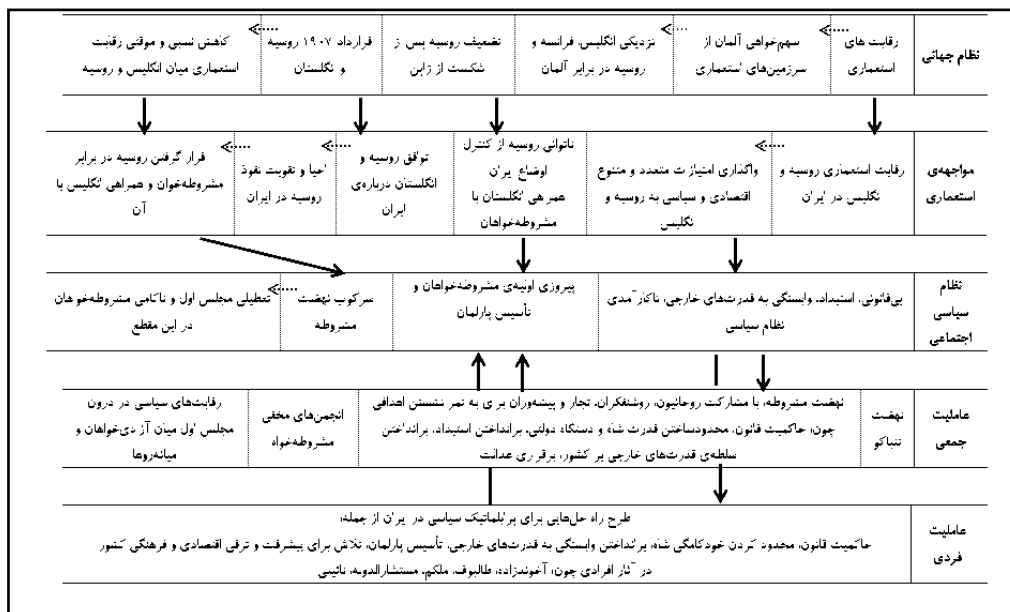 نظام جهانی
رقابت های
استعماری
سهم‌خواهی آلمان از
سرزمین‌های استعماری
نزدیکی انگلیس، فرانسه و
روسیه در برابر آلمان
تضعیف روسیه پس از
شکست از ژاپن
قرارداد ۱۹۰۷ روسیه
و نگلستان
کاهش نسبی و موقتی رقابت
استعماری میان انگلیس و روسیه
مواجهه‌ی
استعماری
رقابت استعماری روسیه و
نگلیس در ایران
واگذاری امتیازات متعدد و متنوع
اقتصادی و سیاسی به روسیه و
نگلیس
ناتوانی روسیه از کنترل
اوضاع ایران
همراهی نگلستان با
مشروطه‌خواهان
توافق روسیه و
انگلستان درباره‌ی
ایران
احیا و تقویت نفوذ
روسیه در ایران
قرار گرفتن روسیه در برابر
مشروطه‌خوان و همراهی نگلیس با
آن
نظام
سیاسی
اجتماعی
بی‌قانونی، استبداد، وابستگی به قدرت‌های خارجی، ناکارآمدی
نظام سیاسی
پیروزی اولیه‌ی مشروطه‌خواهان و
تأسیس پارلمان
سرکوب نهضت
مشروطه
تعطیلی مجلس اول و ناکامی مشروطه‌خواهان
در این مقطع
عاملیت
جمعی
نهضت
تنباکو
نهضت مشروطه، با مشارکت روحانیون، روشنفکران، تجار و پیشه‌وران برای به ثمر نشستن اهدافی
چون: حاکمیت قانون، محدودساختن قدرت شاه و دستگاه دولتی، برانداختن استبداد، برانداختن
سلطه‌ی قدرت‌های خارجی بر کشور، برقراری عدالت
انجمن‌های مخفی
مشروطه‌خواه
رقابت‌های سیاسی در درون
مجلس اول میان آزادی‌خواهان و
میانه‌روها
عاملیت
فردی
طرح راه حل‌هایی برای پرابلماتیک سیاسی در ایران از جمله:
حاکمیت قانون، محدود کردن خودکامگی شاه، برانداختن وابستگی به قدرت‌های خارجی، تأسیس پارلمان، تلاش برای پیشرفت و ترقی اقتصادی و فرهنگی کشور
در آثار افرادی چون: آخوندزاده، طالبوف، ملکم، مستشارالدوله، نائینی